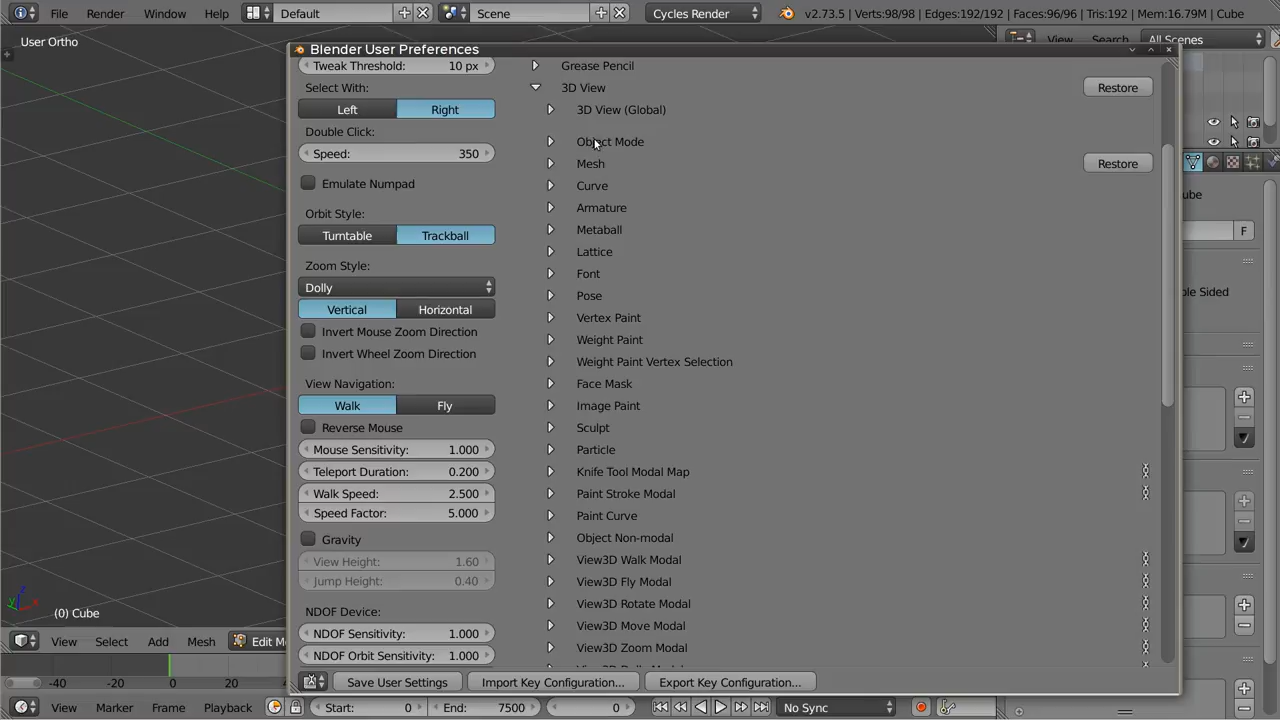 File Render Window Help Default Scene Cycles Render v2.73.5 | Verts:98/98 | Edges:192/192 | Faces:96/96 | Tris:192 | Mem:16.79M | Cube
User Ortho
View Search All Scenes
Blender User Preferences
Tweak Threshold: 10 px
Select With:
Left Right
Double Click:
Speed: 350
Emulate Numpad
Orbit Style:
Turntable Trackball
Zoom Style:
Dolly
Vertical Horizontal
Invert Mouse Zoom Direction
Invert Wheel Zoom Direction
View Navigation:
Walk Fly
Reverse Mouse
Mouse Sensitivity: 1.000
Teleport Duration: 0.200
Walk Speed: 2.500
Speed Factor: 5.000
Gravity
View Height: 1.60
Jump Height: 0.40
NDOF Device:
NDOF Sensitivity: 1.000
NDOF Orbit Sensitivity: 1.000
Grease Pencil
3D View Restore
3D View (Global)
Object Mode
Mesh Restore
Curve
Armature
Metaball
Lattice
Font
Pose
Vertex Paint
Weight Paint
Weight Paint Vertex Selection
Face Mask
Image Paint
Sculpt
Particle
Knife Tool Modal Map
Paint Stroke Modal
Paint Curve
Object Non-modal
View3D Walk Modal
View3D Fly Modal
View3D Rotate Modal
View3D Move Modal
View3D Zoom Modal
Save User Settings Import Key Configuration... Export Key Configuration...
ube
F
le Sided
z
y x
(0) Cube
View Select Add Mesh Edit M
-40 -20 0 20
View Marker Frame Playback Start: 0 End: 7500 0 No Sync